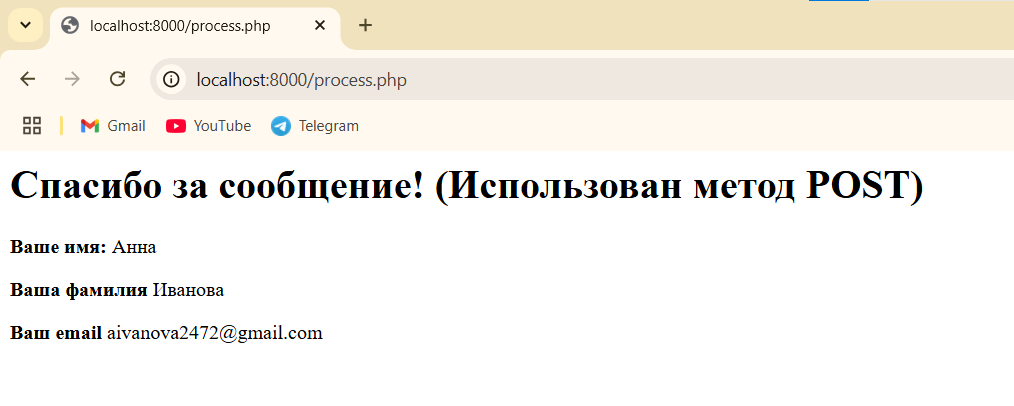 localhost:8000/process.php
localhost:8000/process.php
Gmail YouTube Telegram
Спасибо за сообщение! (Использован метод POST)
Ваше имя: Анна
Ваша фамилия Иванова
Ваш email aivanova2472@gmail.com